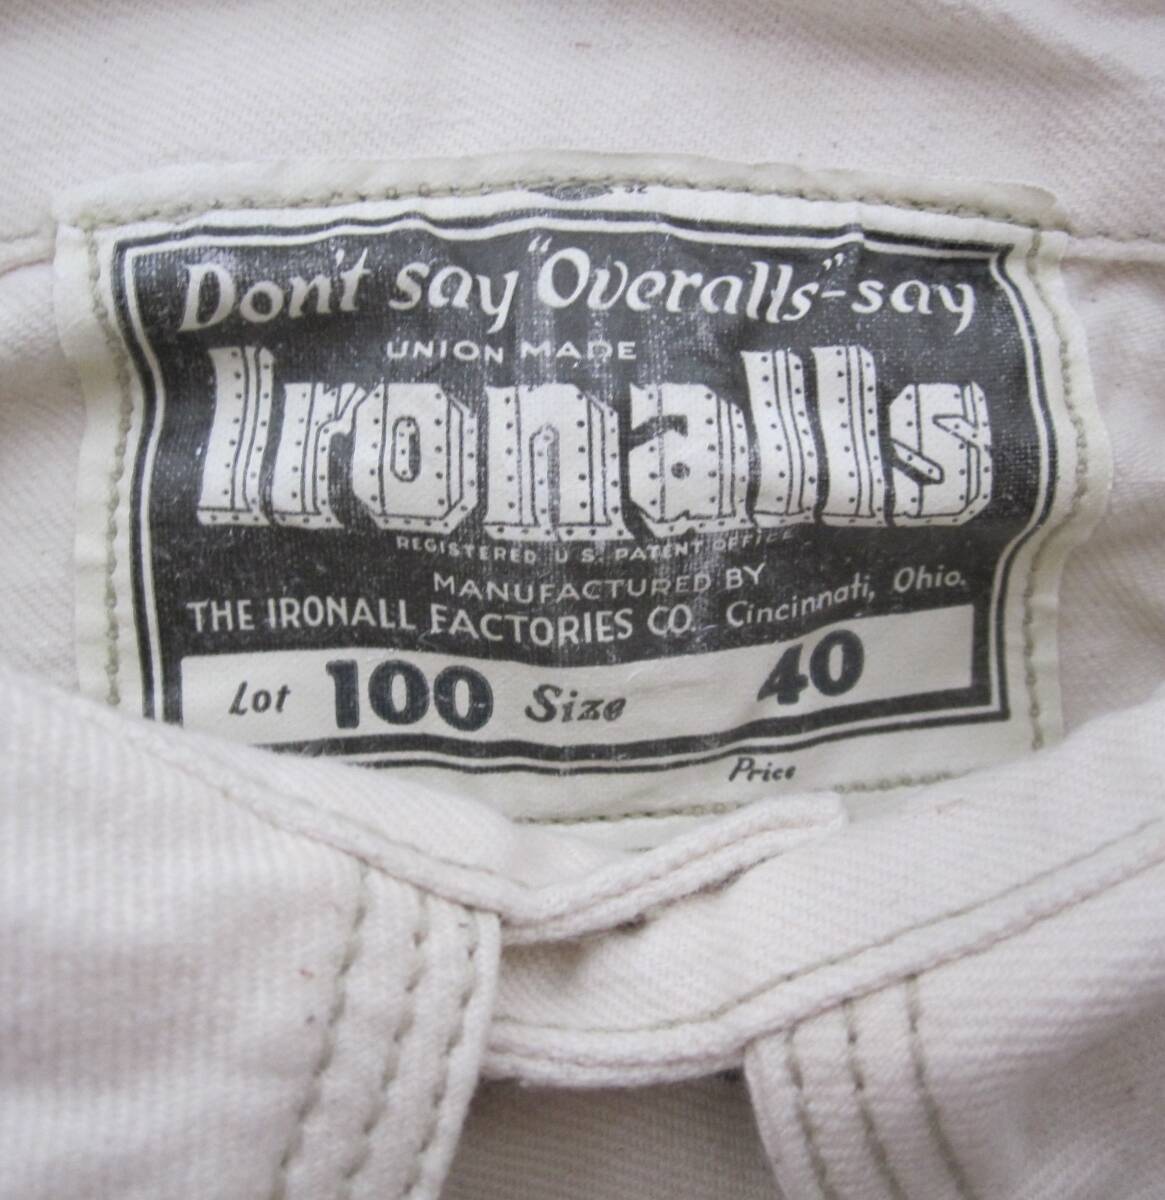 32
Don't say "Overalls"-say
UNION MADE
Ironalls
REGISTERED U.S. PATENT OFFICE
MANUFACTURED BY
THE IRONALL FACTORIES CO. Cincinnati, Ohio.
Lot 100 Size 40
Price